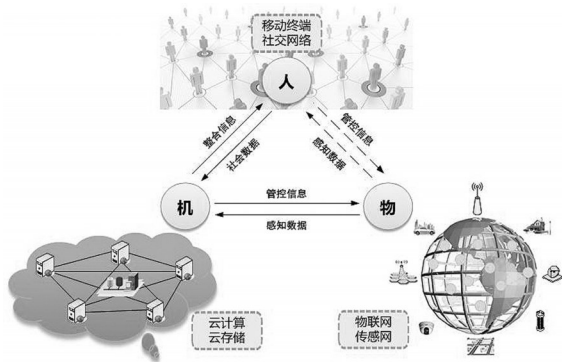 移动终端
社交网络
人
整合信息
社会数据
管控信息
感知数据
机
管控信息
感知数据
物
云计算
云存储
物联网
传感网